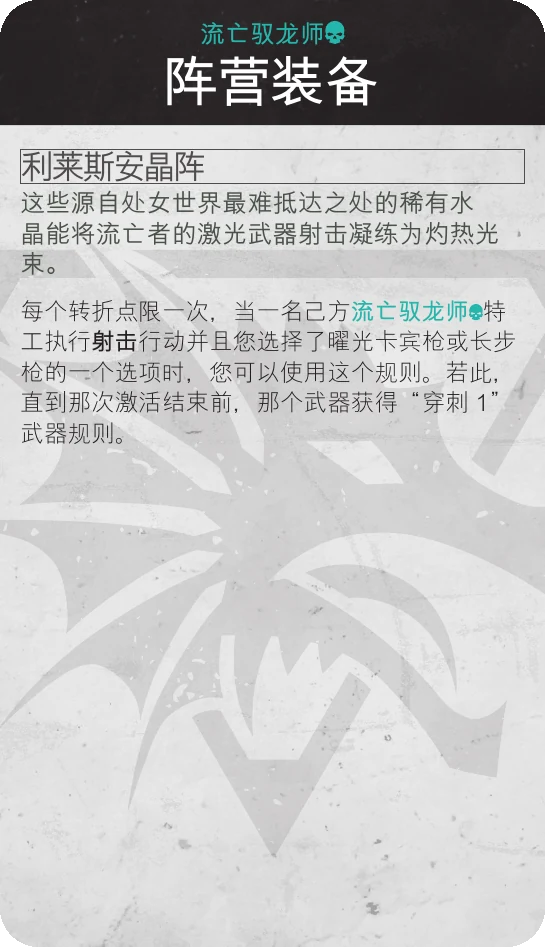 流亡驭龙师
阵营装备
利莱斯安晶阵
这些源自处女世界最难抵达之处的稀有水
晶能将流亡者的激光武器射击凝练为灼热光
束。
每个转折点限一次，当一名己方流亡驭龙师特
工执行射击行动并且您选择了曜光卡宾枪或长步
枪的一个选项时，您可以使用这个规则。若此，
直到那次激活结束前，那个武器获得“穿刺 1”
武器规则。